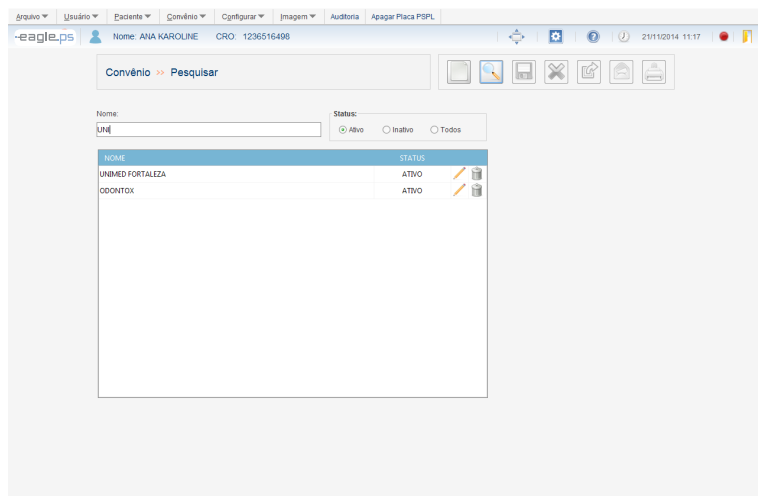 Arquivo Usuário Paciente Convênio Configurar Imagem Auditoria Apagar Placa PSPL
eagle.ps Nome: ANA KAROLINE CRO: 1236516498 21/11/2014 11:17
Convênio >> Pesquisar
Nome: Status:
UNI Ativo Inativo Todos
NOME STATUS
UNIMED FORTALEZA ATIVO
ODONTOX ATIVO